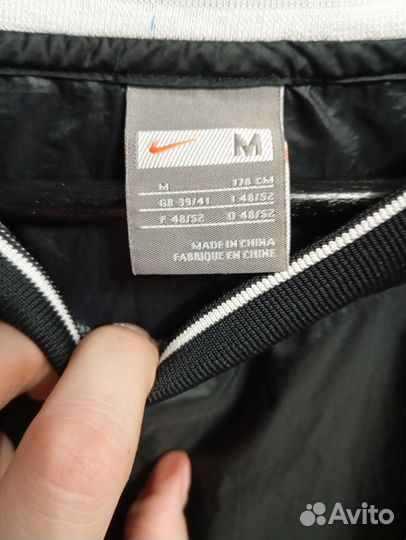 M
M 178 CM
GB 39/41 I 48/52
F 48/52 D 48/52
MADE IN CHINA
FABRIQUE EN CHINE
Avito